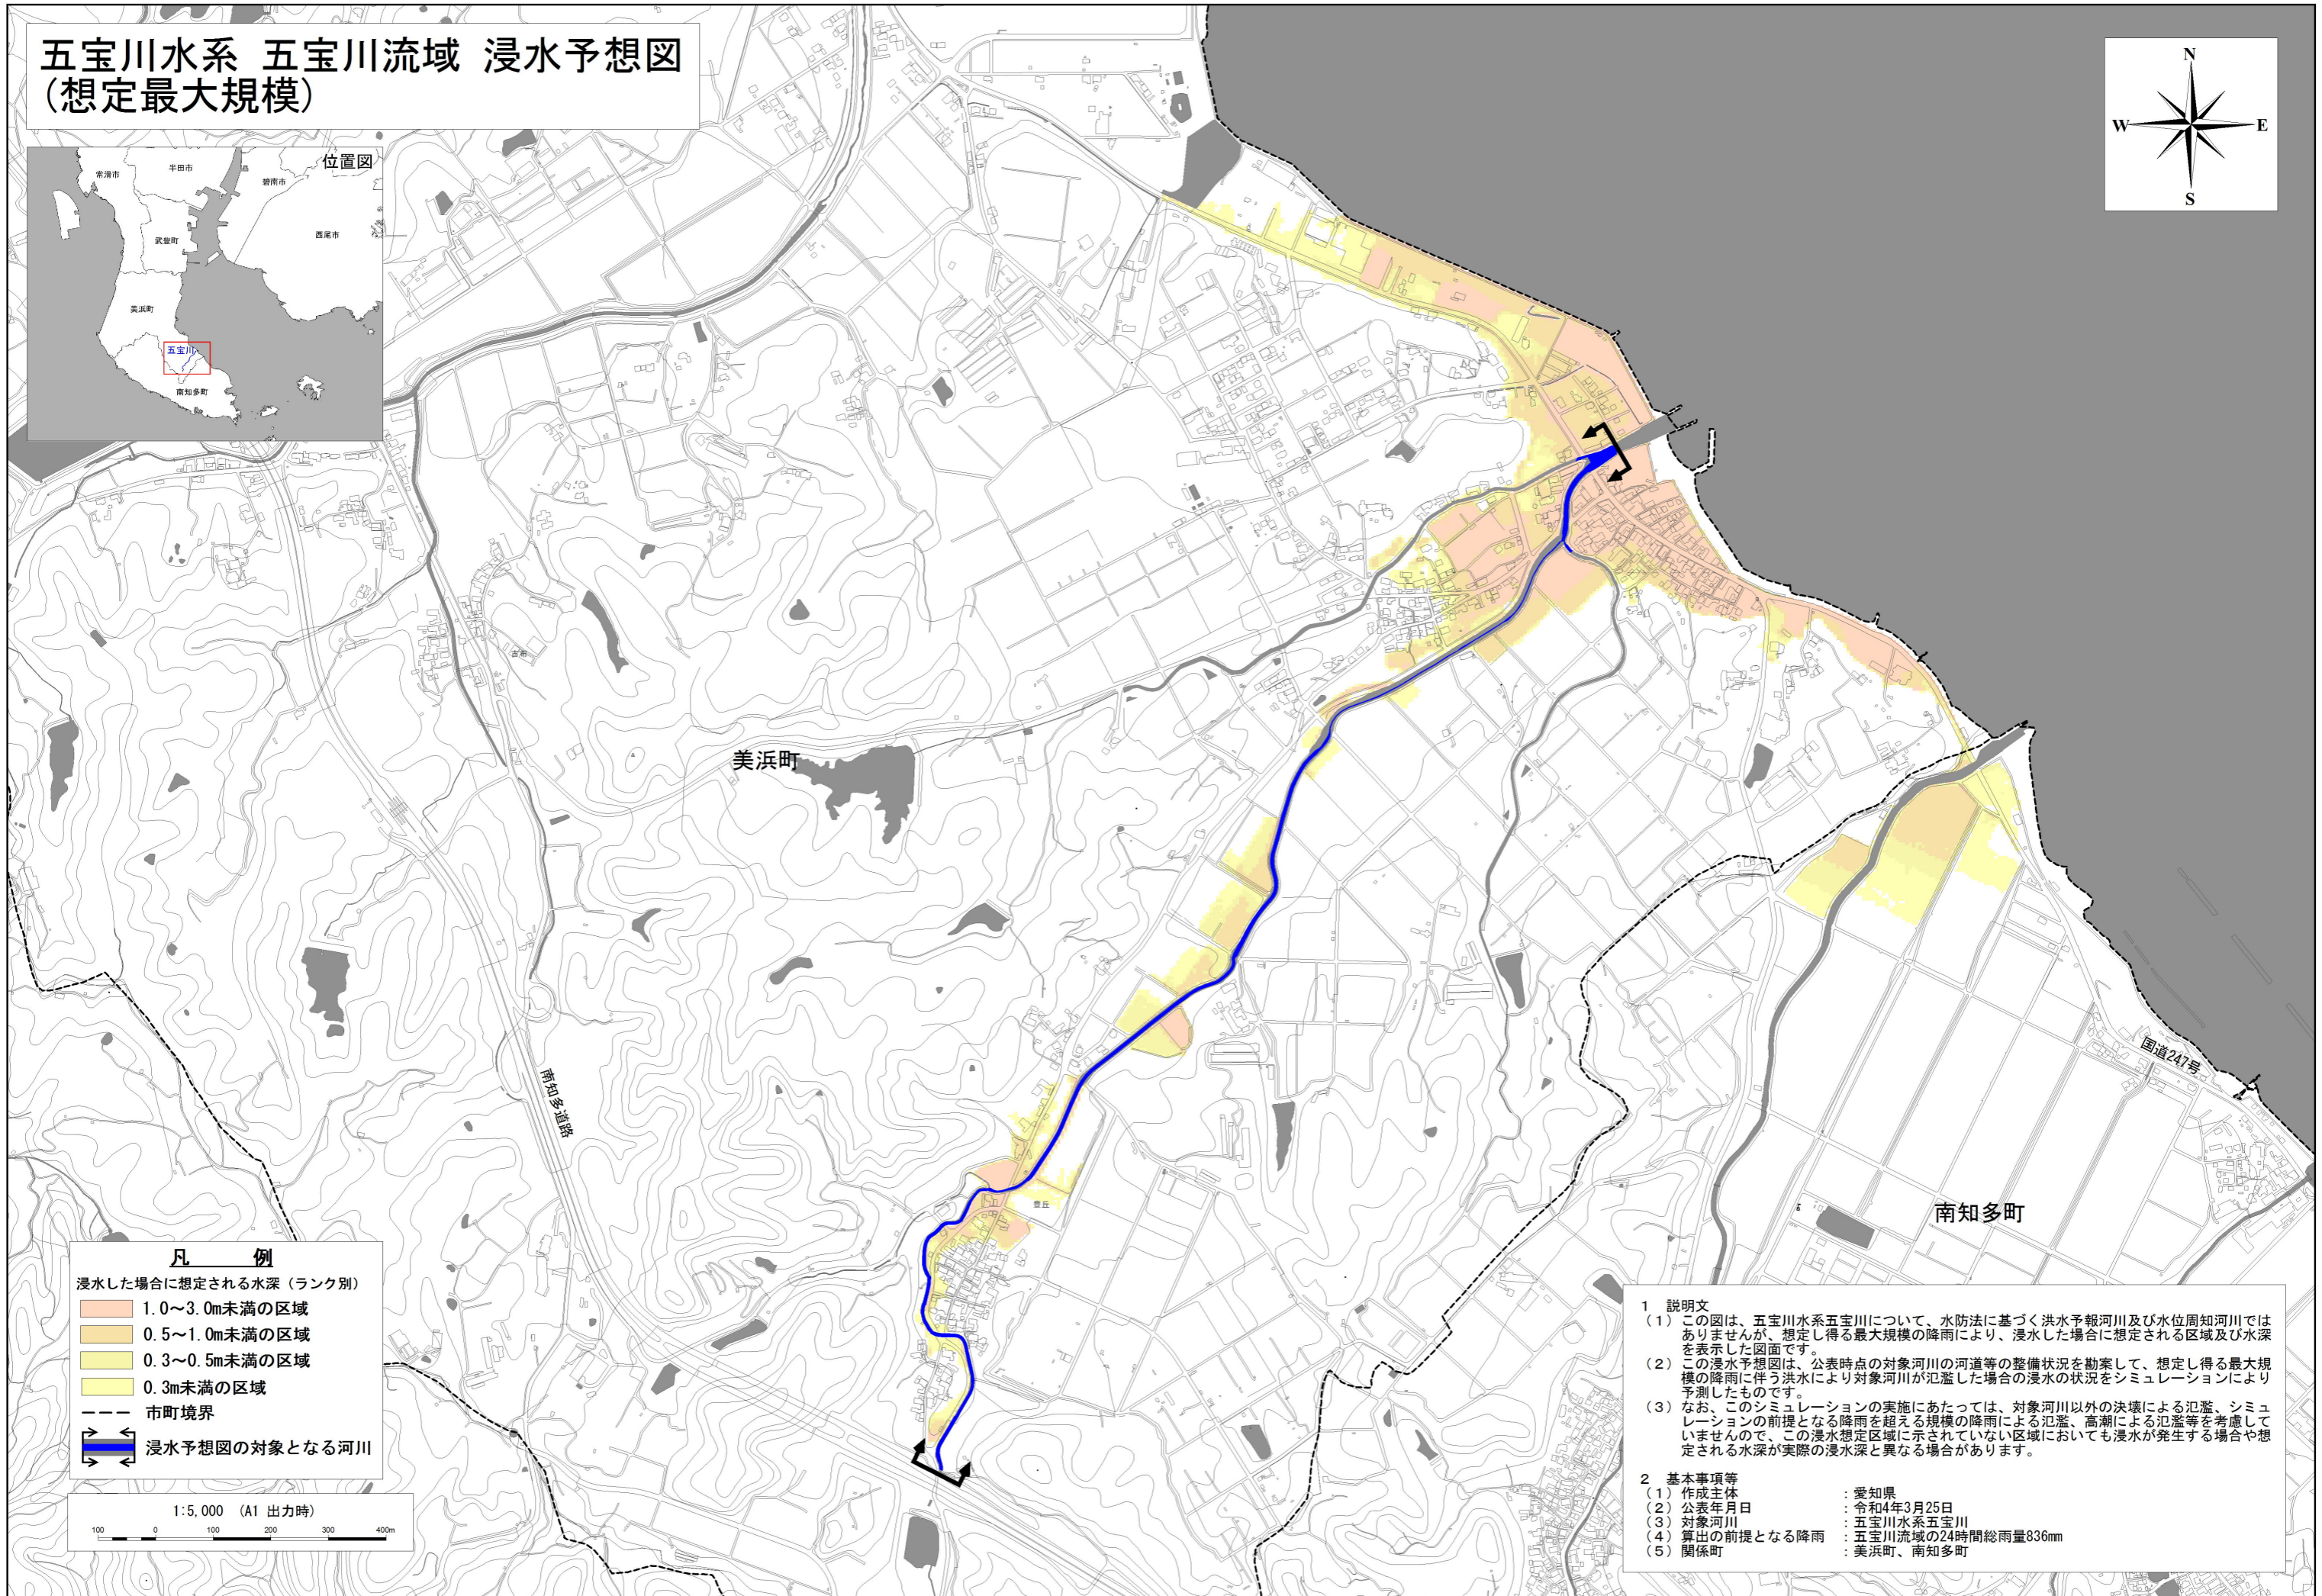 五宝川水系 五宝川流域 浸水予想図
(想定最大規模)
位置図
常滑市
半田市
碧南市
武豊町
西尾市
美浜町
五宝川
南知多町
N
W
E
S
古布
美浜町
南知多道路
豊丘
国道247号
南知多町
凡 例
浸水した場合に想定される水深（ランク別）
1.0～3.0m未満の区域
0.5～1.0m未満の区域
0.3～0.5m未満の区域
0.3m未満の区域
市町境界
浸水予想図の対象となる河川
1:5,000 （A1 出力時）
100 0 100 200 300 400m
1 説明文
（1）この図は、五宝川水系五宝川について、水防法に基づく洪水予報河川及び水位周知河川では
ありませんが、想定し得る最大規模の降雨により、浸水した場合に想定される区域及び水深
を表示した図面です。
（2）この浸水予想図は、公表時点の対象河川の河道等の整備状況を勘案して、想定し得る最大規
模の降雨に伴う洪水により対象河川が氾濫した場合の浸水の状況をシミュレーションにより
予測したものです。
（3）なお、このシミュレーションの実施にあたっては、対象河川以外の決壊による氾濫、シミュ
レーションの前提となる降雨を超える規模の降雨による氾濫、高潮による氾濫等を考慮して
いませんので、この浸水想定区域に示されていない区域においても浸水が発生する場合や想
定される水深が実際の浸水深と異なる場合があります。
2 基本事項等
（1）作成主体 ：愛知県
（2）公表年月日 ：令和4年3月25日
（3）対象河川 ：五宝川水系五宝川
（4）算出の前提となる降雨 ：五宝川流域の24時間総雨量836mm
（5）関係町 ：美浜町、南知多町